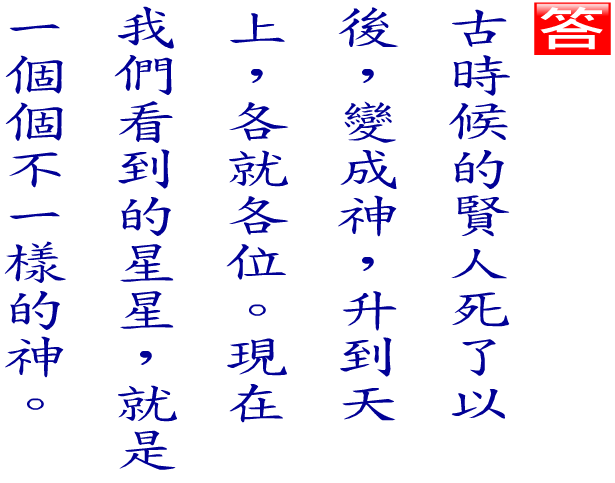 答
古時候的賢人死了以
後，變成神，升到天
上，各就各位。現在
我們看到的星星，就是
一個個不一樣的神。